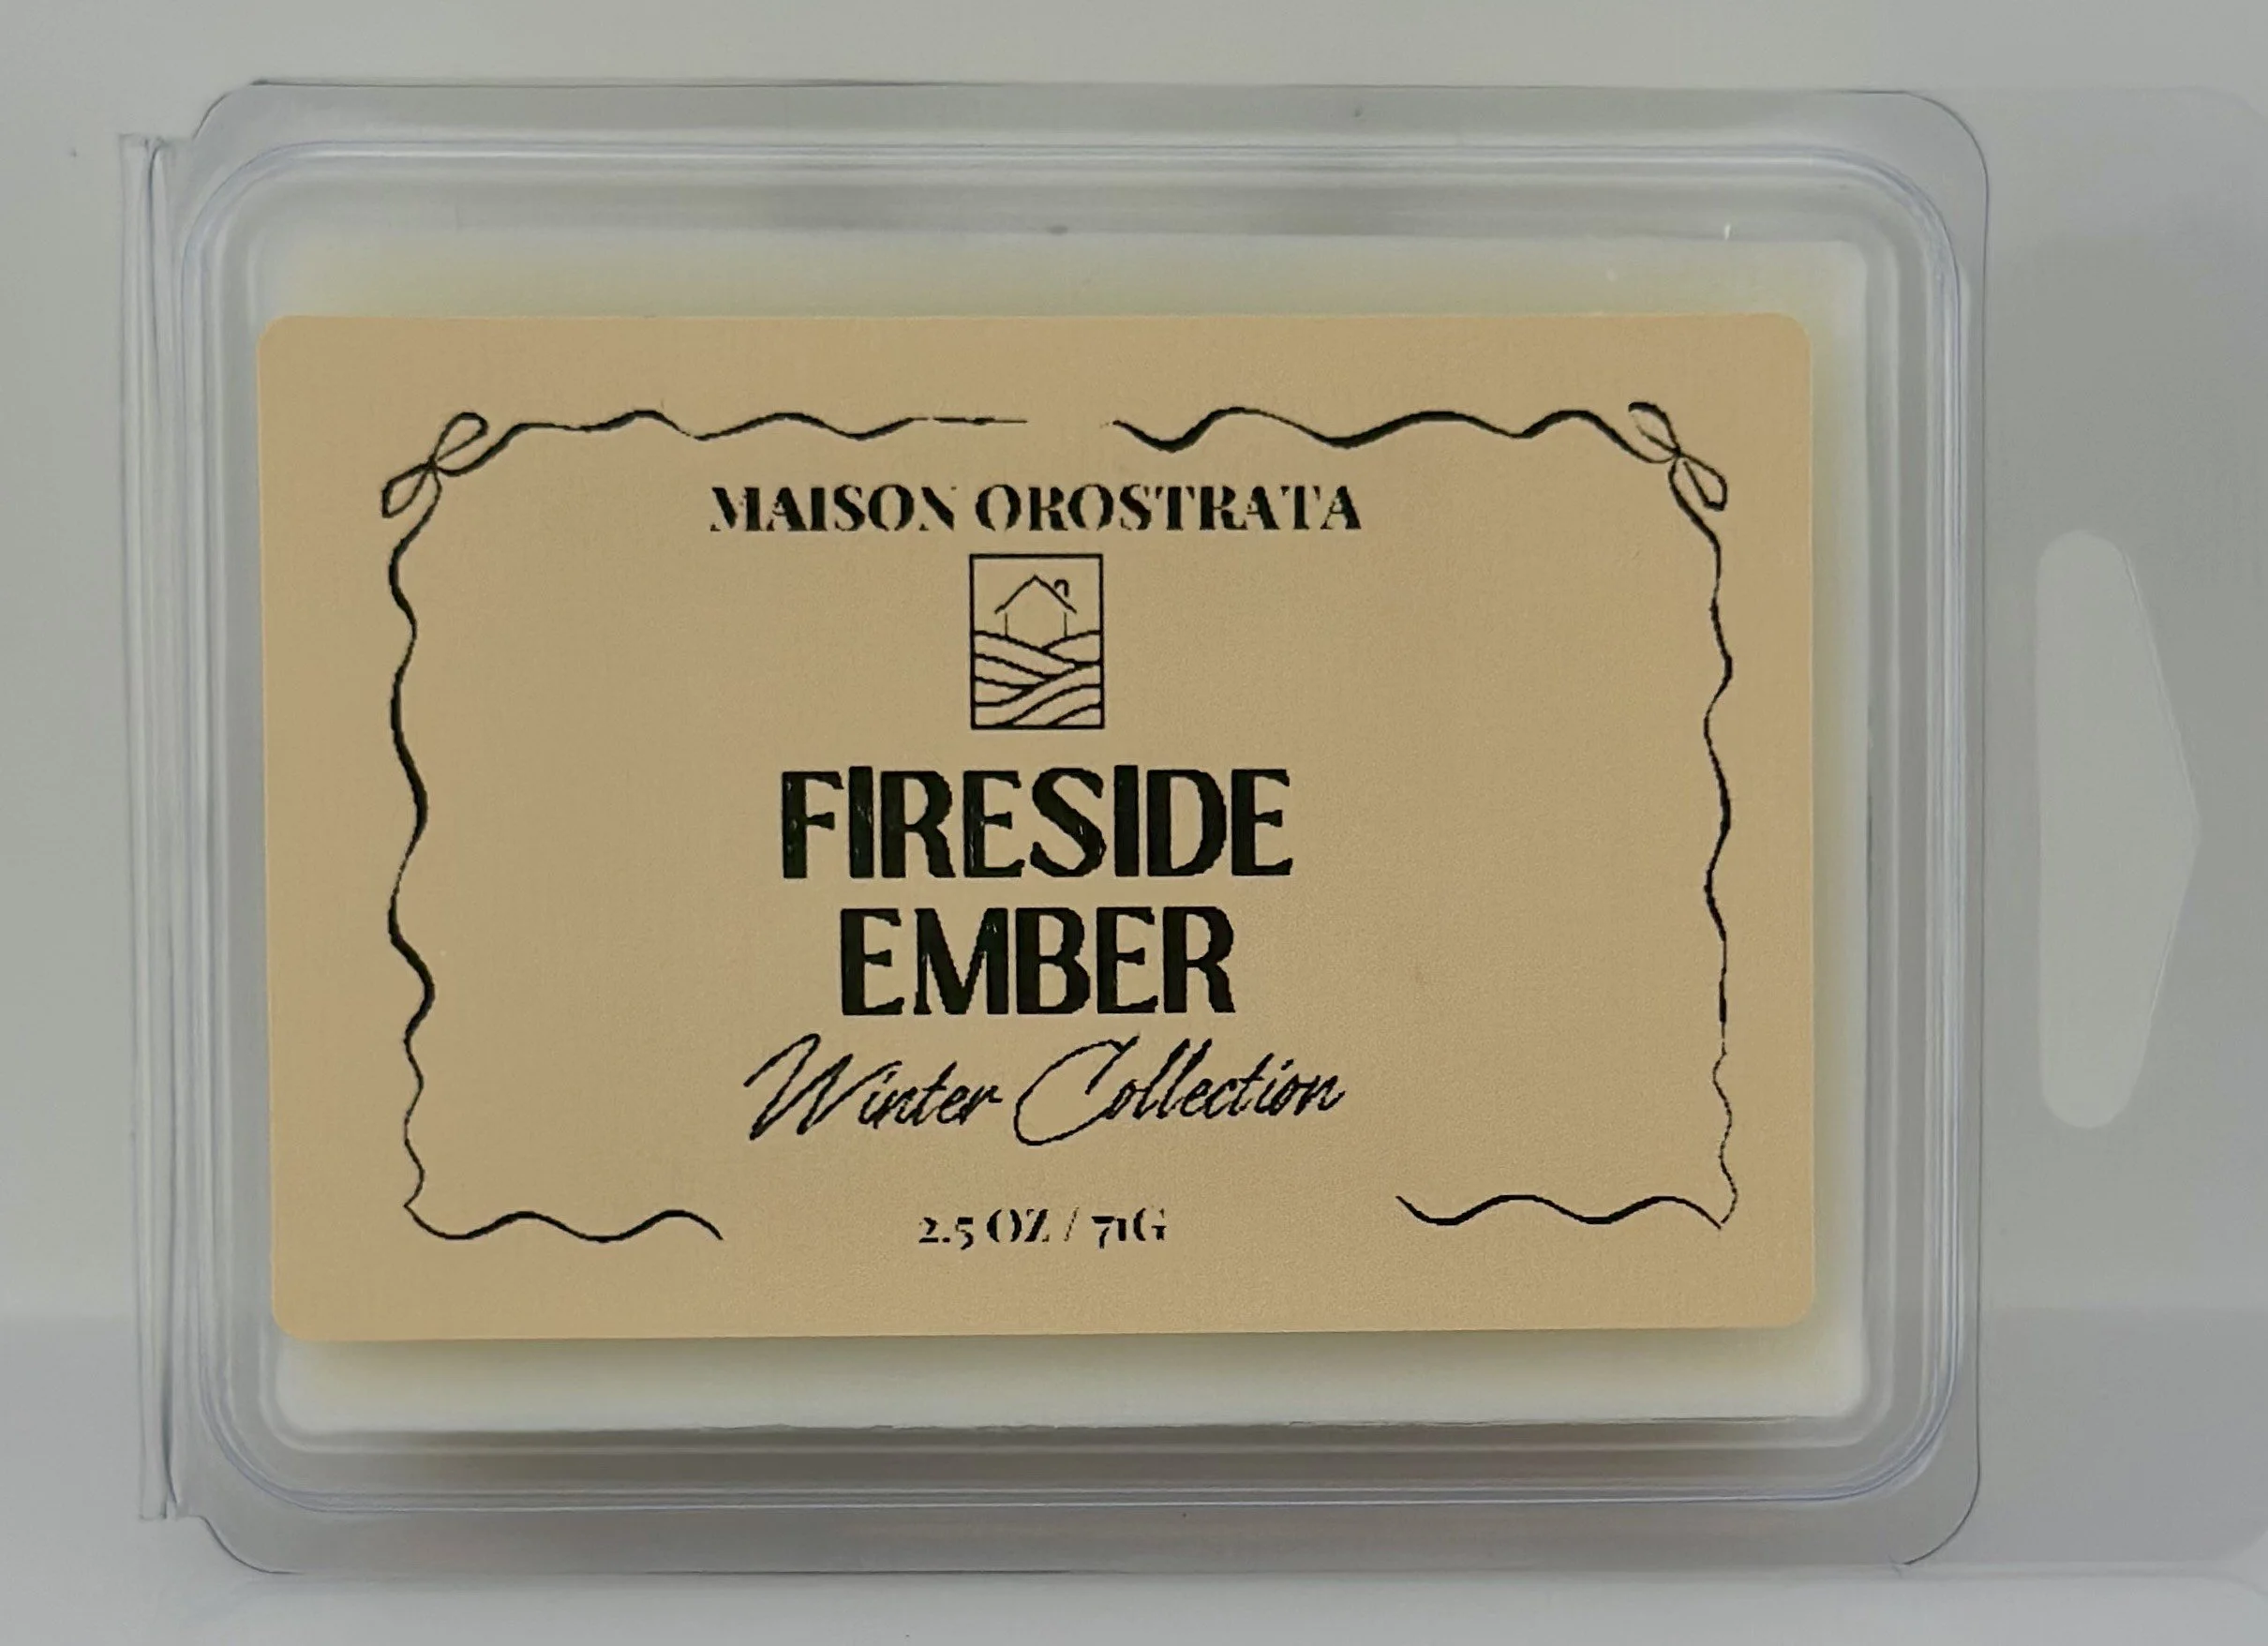 MAISON OROSTRATA
FIRESIDE
EMBER
Winter Collection
2.5 OZ / 71G